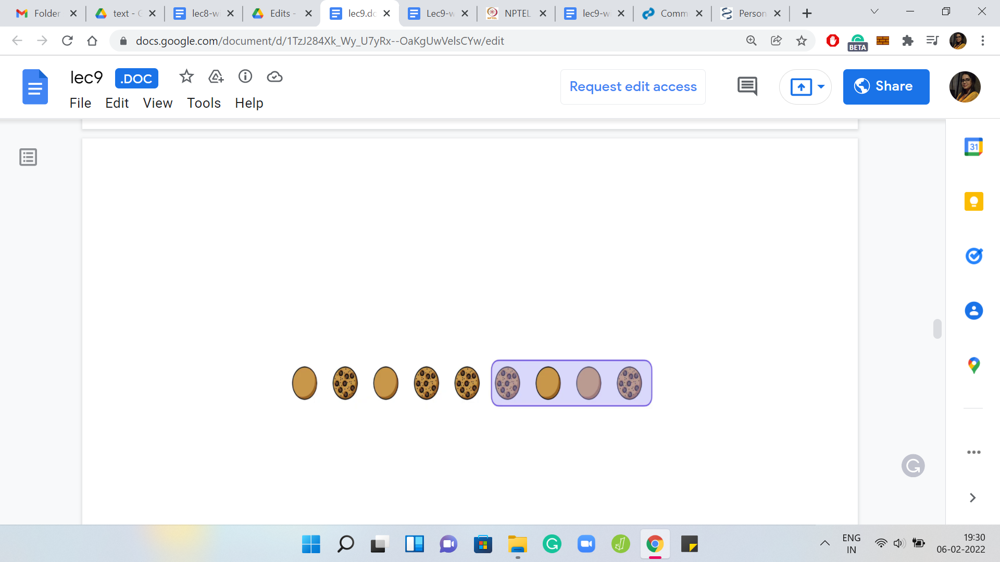 Folder
text - G
lec8-w
Edits -
lec9.dc
Lec9-w
NPTEL
lec9-w
Comm
Person
docs.google.com/document/d/1TzJ284Xk_Wy_U7yRx--OaKgUwVelsCYw/edit
BETA
lec9 .DOC
Request edit access
Share
File Edit View Tools Help
31
ENG
IN
19:30
06-02-2022